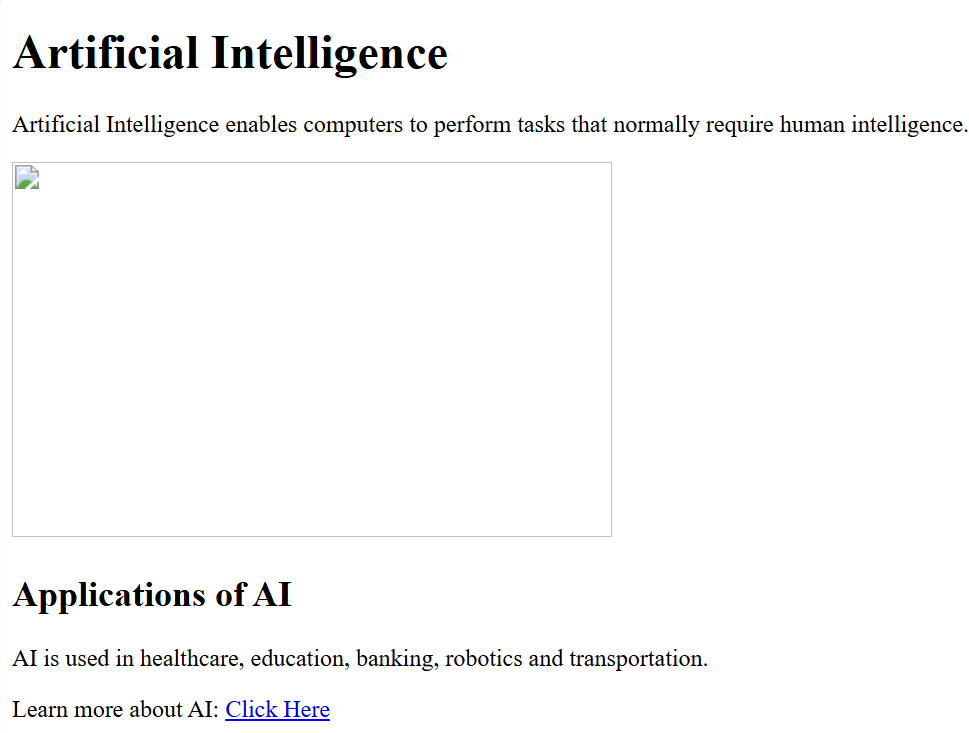 Artificial Intelligence
Artificial Intelligence enables computers to perform tasks that normally require human intelligence.
Applications of AI
AI is used in healthcare, education, banking, robotics and transportation.
Learn more about AI: Click Here